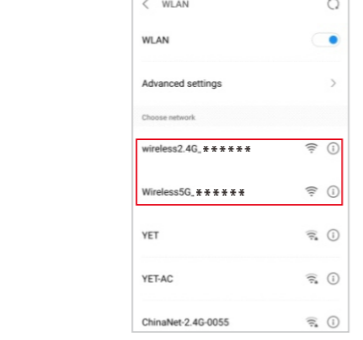 WLAN
WLAN
Advanced settings
Choose network
wireless2.4G_******
Wireless5G_******
YET
YET-AC
ChinaNet-2.4G-0055